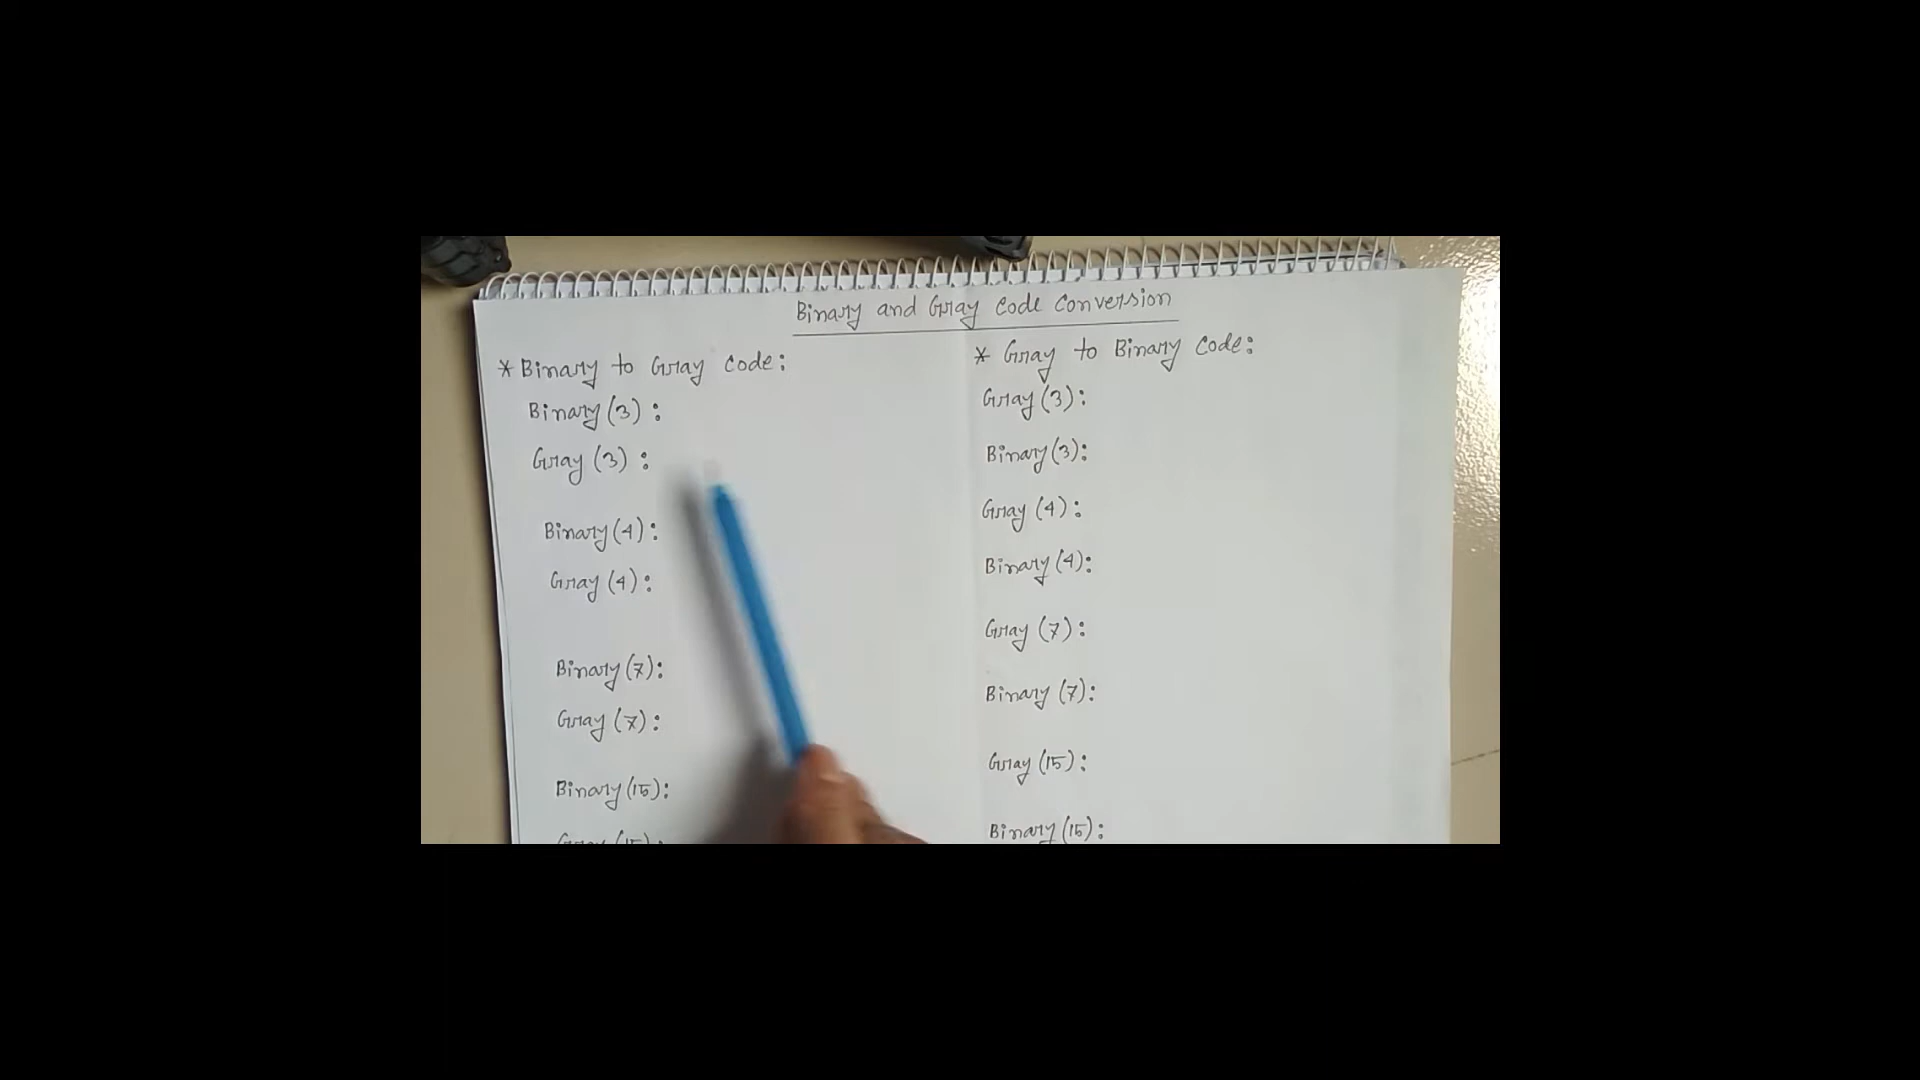 Binary and Gray Code Conversion
* Binary to Gray Code:
Binary (3) :
Gray (3) :
Binary (4) :
Gray (4) :
Binary (7) :
Gray (7) :
Binary (15) :
Gray (15) :
* Gray to Binary Code:
Gray (3) :
Binary (3) :
Gray (4) :
Binary (4) :
Gray (7) :
Binary (7) :
Gray (15) :
Binary (15) :